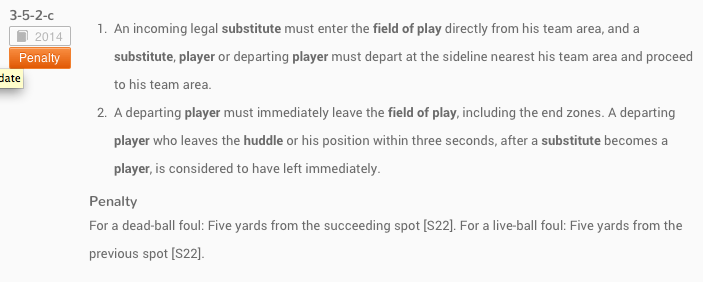 3-5-2-c
2014
Penalty
date
1. An incoming legal substitute must enter the field of play directly from his team area, and a
substitute, player or departing player must depart at the sideline nearest his team area and proceed
to his team area.
2. A departing player must immediately leave the field of play, including the end zones. A departing
player who leaves the huddle or his position within three seconds, after a substitute becomes a
player, is considered to have left immediately.
Penalty
For a dead-ball foul: Five yards from the succeeding spot [S22]. For a live-ball foul: Five yards from the
previous spot [S22].